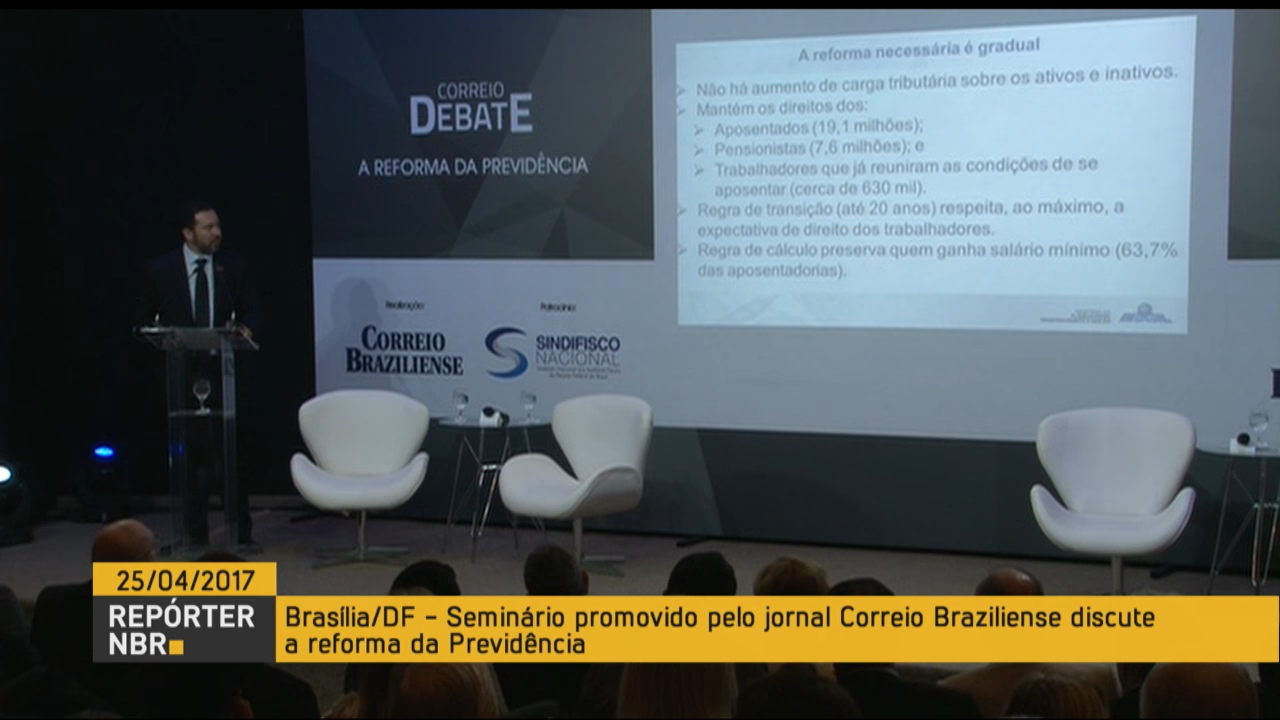 CORREIO
DEBATE
A REFORMA DA PREVIDÊNCIA
A reforma necessária é gradual
Não há aumento de carga tributária sobre os ativos e inativos.
Mantém os direitos dos:
Aposentados (19,1 milhões);
Pensionistas (7,6 milhões); e
Trabalhadores que já reuniram as condições de se
aposentar (cerca de 630 mil).
Regra de transição (até 20 anos) respeita, ao máximo, a
expectativa de direito dos trabalhadores.
Regra de cálculo preserva quem ganha salário mínimo (63,7%
das aposentadorias).
Realização:
CORREIO
BRAZILIENSE
Patrocínio:
SINDIFISCO
NACIONAL
25/04/2017
REPÓRTER
NBR
Brasília/DF – Seminário promovido pelo jornal Correio Braziliense discute
a reforma da Previdência